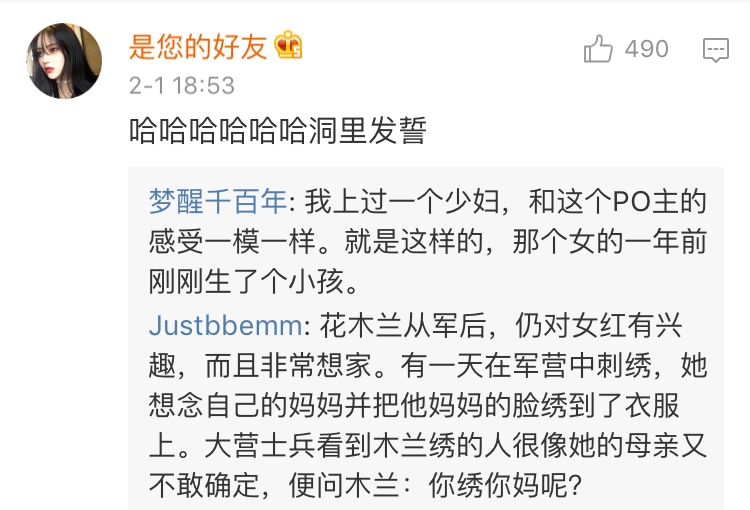 是您的好友
490
2-1 18:53
哈哈哈哈哈哈洞里发誓
梦醒千百年: 我上过一个少妇，和这个PO主的
感受一模一样。就是这样的，那个女的一年前
刚刚生了个小孩。
Justbbemm: 花木兰从军后，仍对女红有兴
趣，而且非常想家。有一天在军营中刺绣，她
想念自己的妈妈并把他妈妈的脸绣到了衣服
上。大营士兵看到木兰绣的人很像她的母亲又
不敢确定，便问木兰：你绣你妈呢？